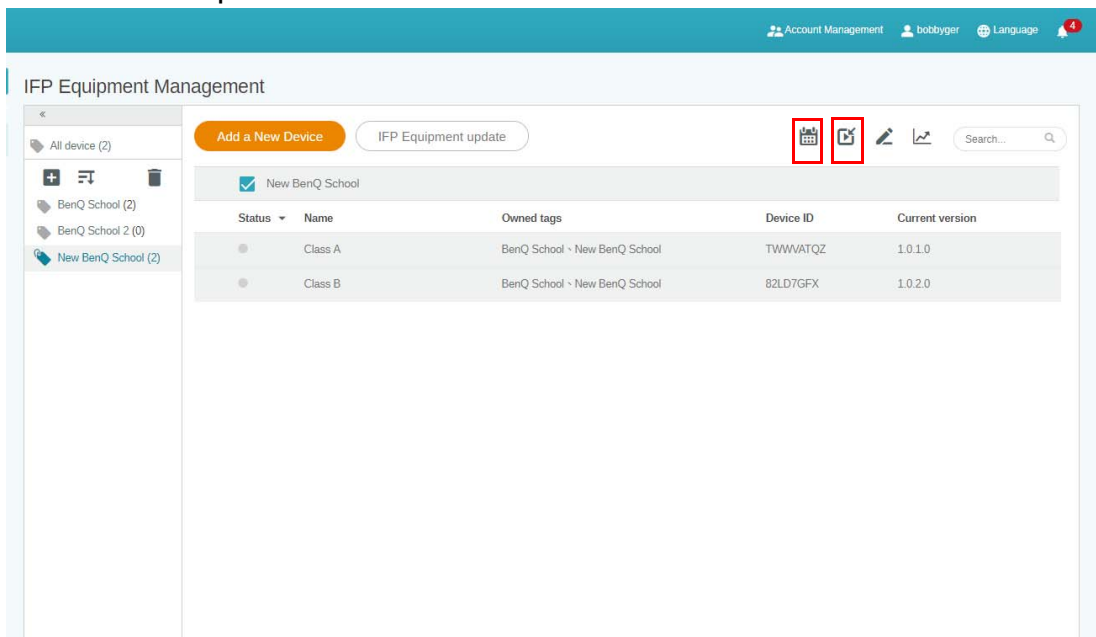 Account Management bobbyger Language 4
IFP Equipment Management
«
All device (2)
BenQ School (2)
BenQ School 2 (0)
New BenQ School (2)
Add a New Device IFP Equipment update Search...
New BenQ School
Status Name Owned tags Device ID Current version
Class A BenQ School、New BenQ School TWWVATQZ 1.0.1.0
Class B BenQ School、New BenQ School 82LD7GFX 1.0.2.0